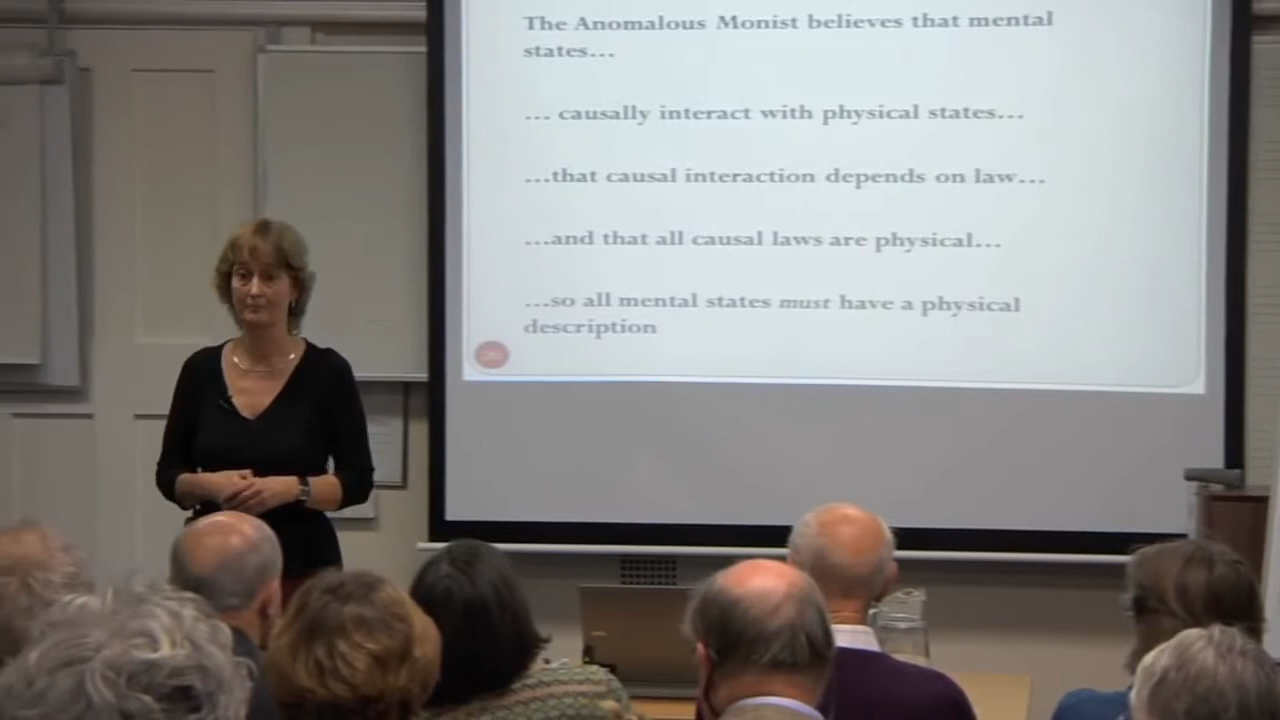 The Anomalous Monist believes that mental
states...
... causally interact with physical states...
...that causal interaction depends on law...
...and that all causal laws are physical...
...so all mental states must have a physical
description